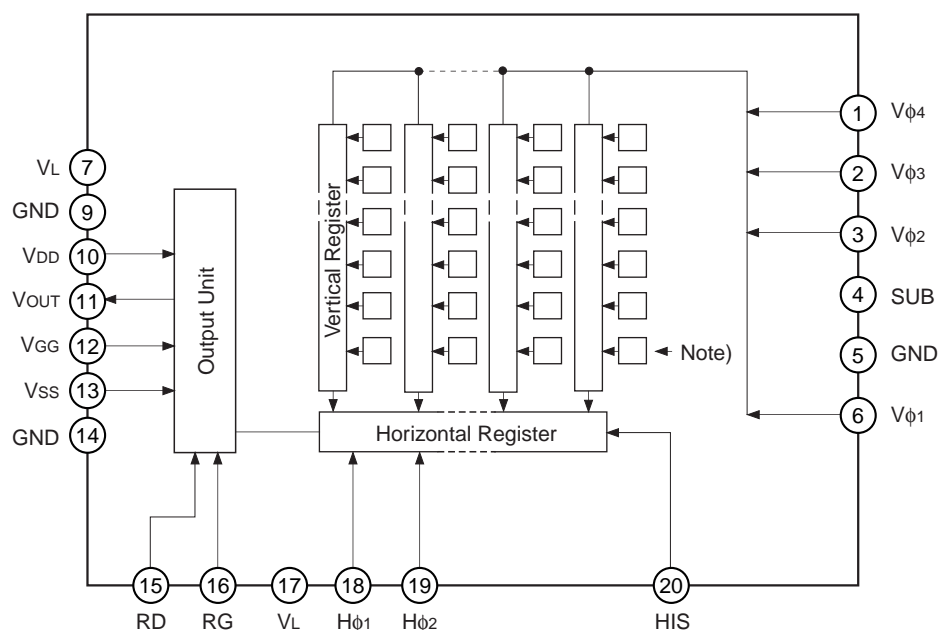 1 Vϕ4
2 Vϕ3
3 Vϕ2
4 SUB
5 GND
6 Vϕ1
VL 7
GND 9
VDD 10
VOUT 11
VGG 12
VSS 13
GND 14
Output Unit
Vertical Register
Note)
Horizontal Register
15 16 17 18 19 20
RD RG VL Hϕ1 Hϕ2 HIS